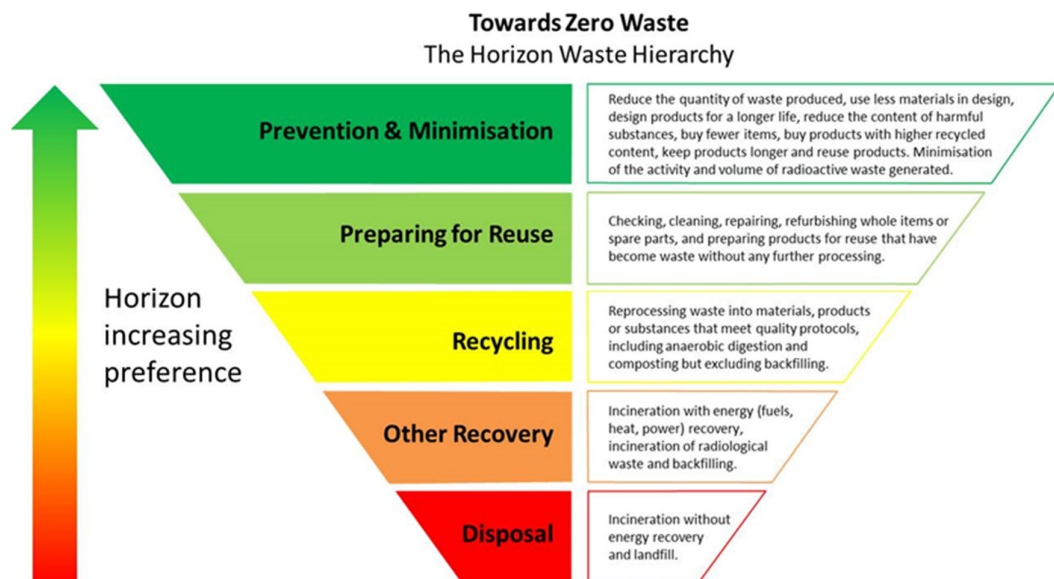 Towards Zero Waste
The Horizon Waste Hierarchy
Horizon
increasing
preference
Prevention & Minimisation
Reduce the quantity of waste produced, use less materials in design,
design products for a longer life, reduce the content of harmful
substances, buy fewer items, buy products with higher recycled
content, keep products longer and reuse products. Minimisation
of the activity and volume of radioactive waste generated.
Preparing for Reuse
Checking, cleaning, repairing, refurbishing whole items or
spare parts, and preparing products for reuse that have
become waste without any further processing.
Recycling
Reprocessing waste into materials, products
or substances that meet quality protocols,
including anaerobic digestion and
composting but excluding backfilling.
Other Recovery
Incineration with energy (fuels,
heat, power) recovery,
incineration of radiological
waste and backfilling.
Disposal
Incineration without
energy recovery
and landfill.